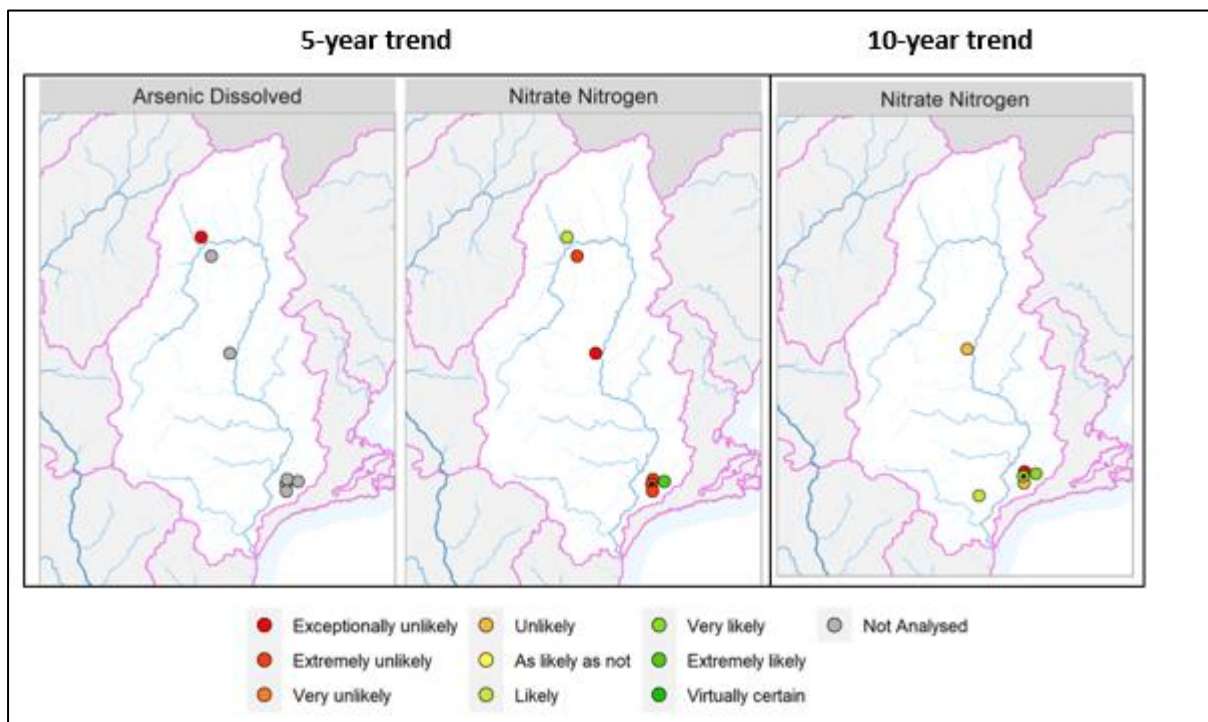 5-year trend
10-year trend
Arsenic Dissolved
Nitrate Nitrogen
Nitrate Nitrogen
Exceptionally unlikely
Extremely unlikely
Very unlikely
Unlikely
As likely as not
Likely
Very likely
Extremely likely
Virtually certain
Not Analysed